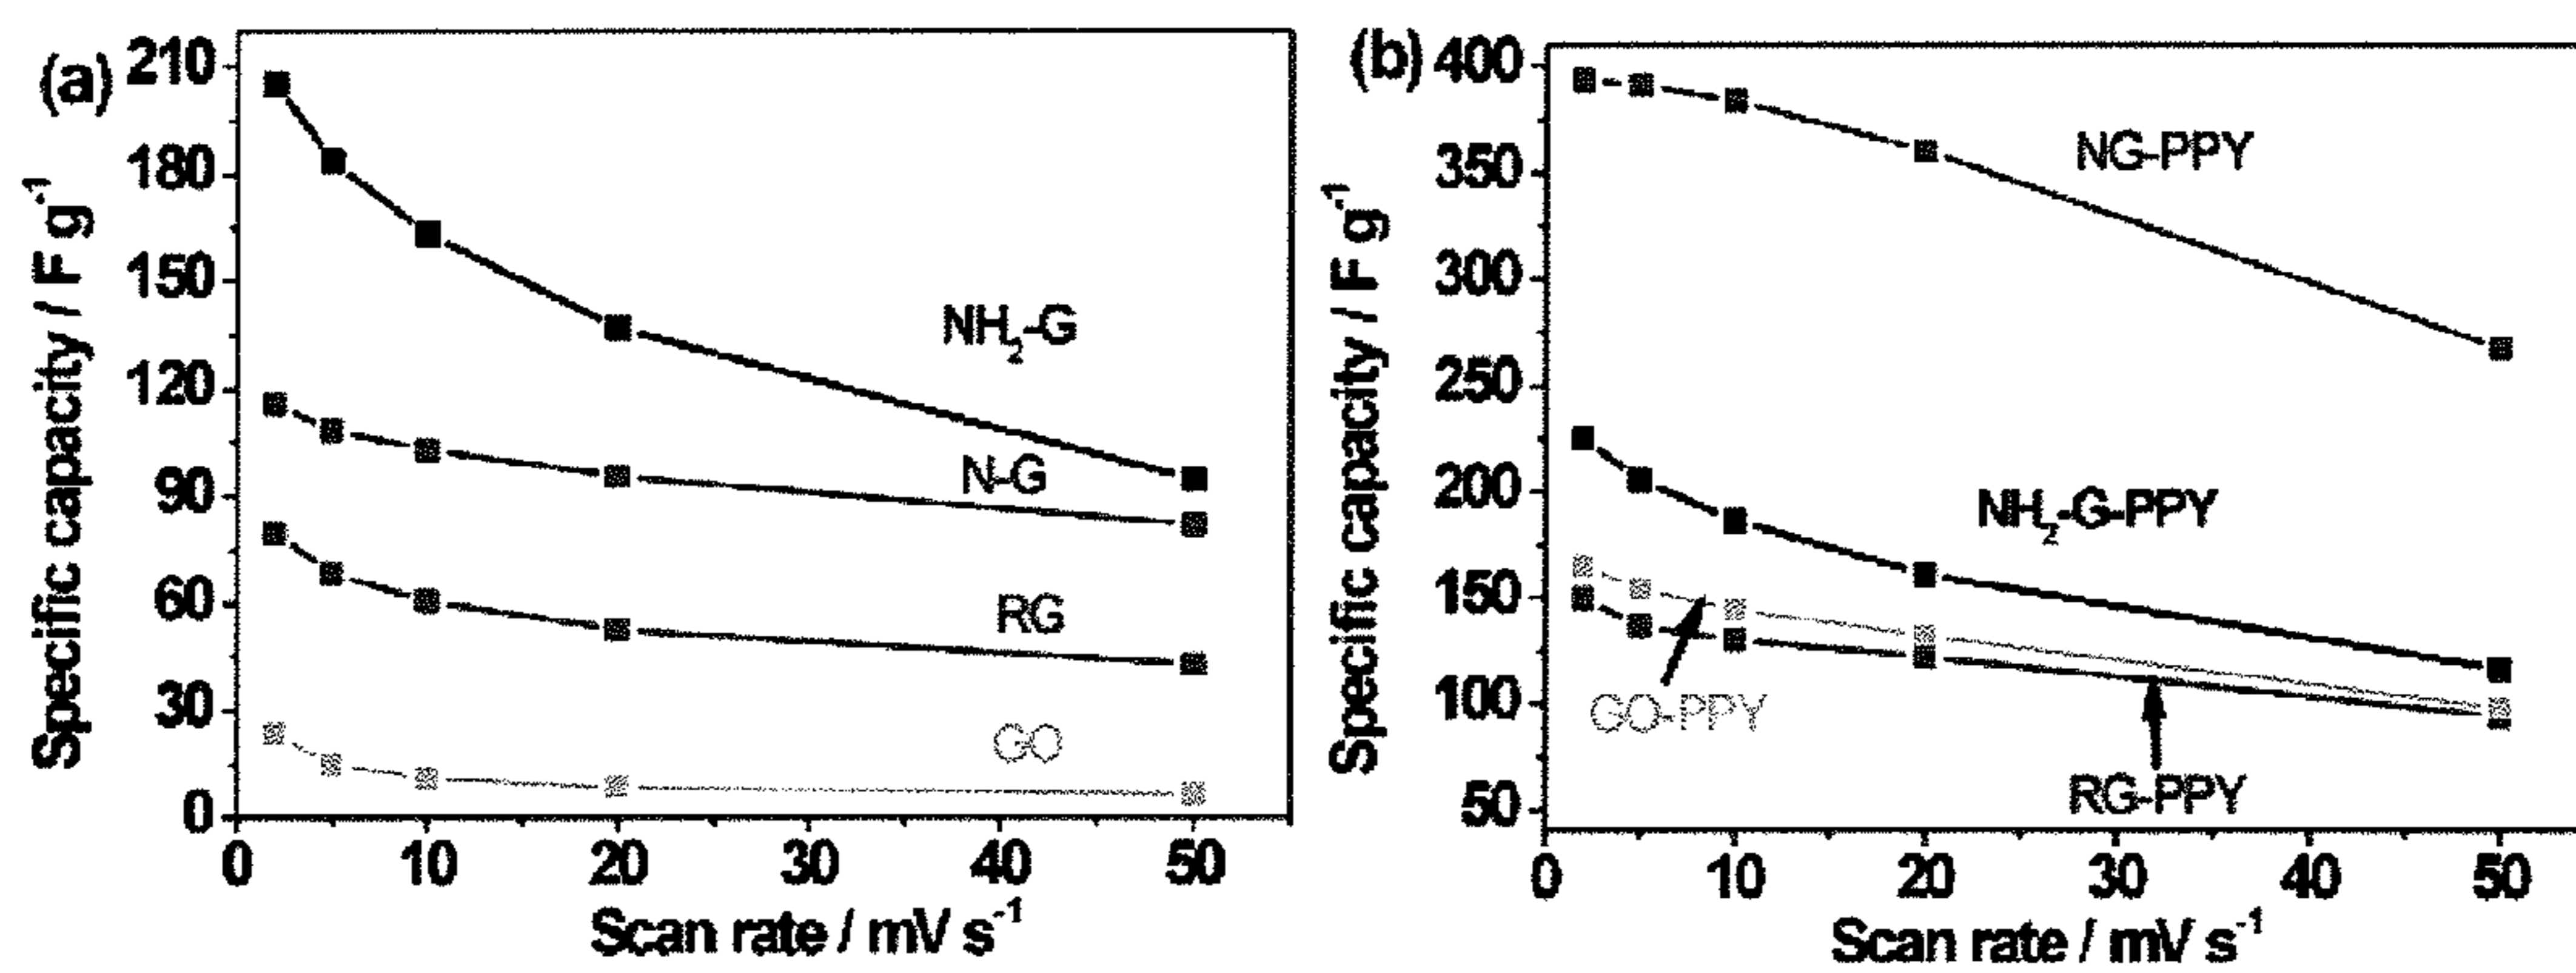 (a)
210
180
150
120
90
60
30
0
Specific capacity / F g⁻¹
NH₂-G
N-G
RG
GO
0 10 20 30 40 50
Scan rate / mV s⁻¹
(b)
400
350
300
250
200
150
100
50
Specific capacity / F g⁻¹
NG-PPY
NH₂-G-PPY
GO-PPY
RG-PPY
0 10 20 30 40 50
Scan rate / mV s⁻¹